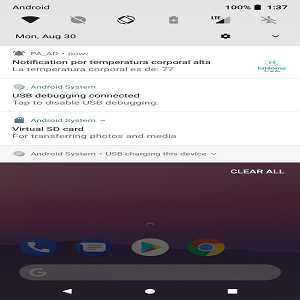 Android 100% 1:37
LTE
Mon, Aug 30
PA_AD • now
Notification por temperatura corporal alta
La temperatura corporal es de: 77
Android System
USB debugging connected
Tap to disable USB debugging.
Android System
Virtual SD card
For transferring photos and media
Android System • USB charging this device
CLEAR ALL
G